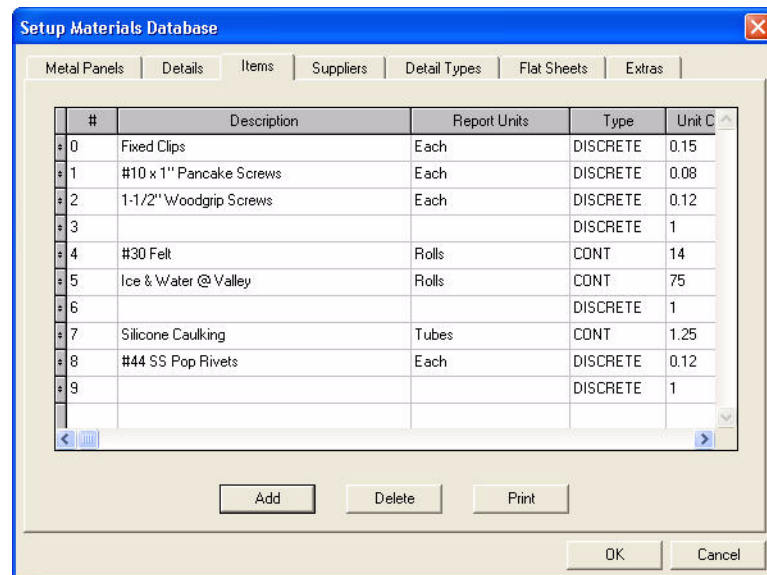 Setup Materials Database
Metal Panels Details Items Suppliers Detail Types Flat Sheets Extras
# Description Report Units Type Unit C
0 Fixed Clips Each DISCRETE 0.15
1 #10 x 1" Pancake Screws Each DISCRETE 0.08
2 1-1/2" Woodgrip Screws Each DISCRETE 0.12
3 DISCRETE 1
4 #30 Felt Rolls CONT 14
5 Ice & Water @ Valley Rolls CONT 75
6 DISCRETE 1
7 Silicone Caulking Tubes CONT 1.25
8 #44 SS Pop Rivets Each DISCRETE 0.12
9 DISCRETE 1
Add Delete Print
OK Cancel